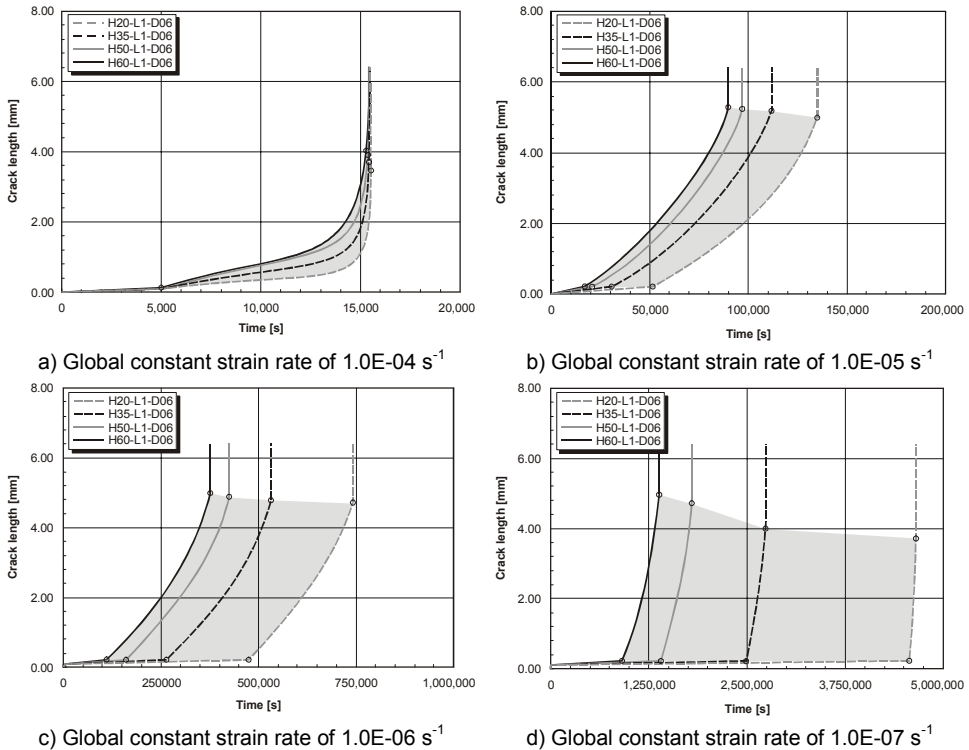 8.00
H20-L1-D06
H35-L1-D06
H50-L1-D06
H60-L1-D06
6.00
4.00
2.00
0.00
Crack length [mm]
0
5,000
10,000
15,000
20,000
Time [s]
a) Global constant strain rate of 1.0E-04 s-1
8.00
H20-L1-D06
H35-L1-D06
H50-L1-D06
H60-L1-D06
6.00
4.00
2.00
0.00
Crack length [mm]
0
50,000
100,000
150,000
200,000
Time [s]
b) Global constant strain rate of 1.0E-05 s-1
8.00
H20-L1-D06
H35-L1-D06
H50-L1-D06
H60-L1-D06
6.00
4.00
2.00
0.00
Crack length [mm]
0
250000
500,000
750,000
1,000,000
Time [s]
c) Global constant strain rate of 1.0E-06 s-1
8.00
H20-L1-D06
H35-L1-D06
H50-L1-D06
H60-L1-D06
6.00
4.00
2.00
0.00
Crack length [mm]
0
1,250,000
2,500,000
3,750,000
5,000,000
Time [s]
d) Global constant strain rate of 1.0E-07 s-1